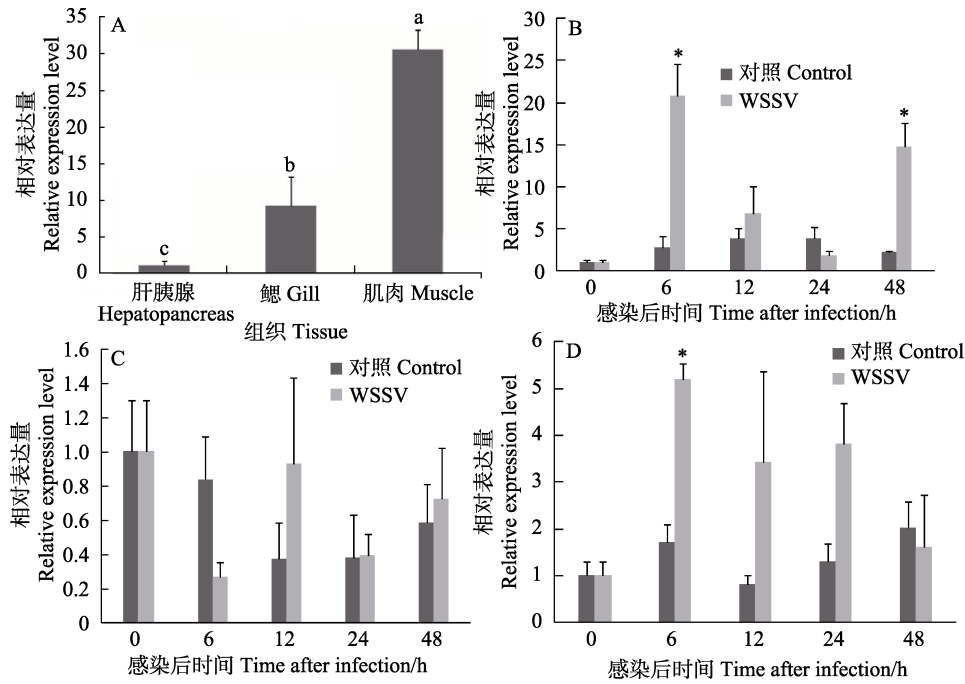 A
相对表达量
Relative expression level
35
30
25
20
15
10
5
0
c
b
a
肝胰腺
Hepatopancreas
鳃 Gill
肌肉 Muscle
组织 Tissue
B
相对表达量
Relative expression level
30
25
20
15
10
5
0
*
*
对照 Control
WSSV
0 6 12 24 48
感染后时间 Time after infection/h
C
相对表达量
Relative expression level
1.6
1.4
1.2
1.0
0.8
0.6
0.4
0.2
0
对照 Control
WSSV
0 6 12 24 48
感染后时间 Time after infection/h
D
相对表达量
Relative expression level
6
5
4
3
2
1
0
*
对照 Control
WSSV
0 6 12 24 48
感染后时间 Time after infection/h